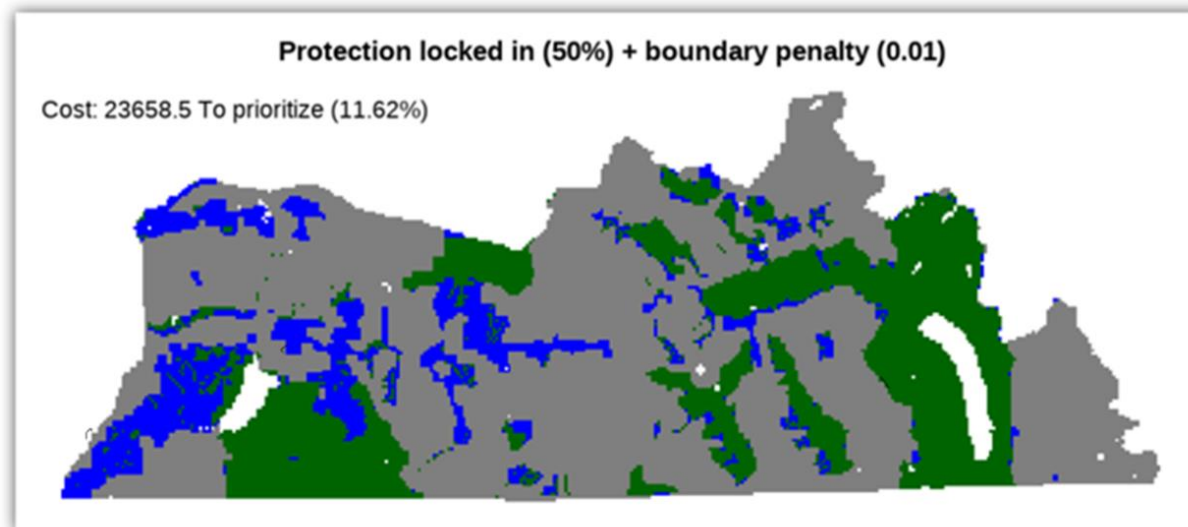 Protection locked in (50%) + boundary penalty (0.01)
Cost: 23658.5 To prioritize (11.62%)